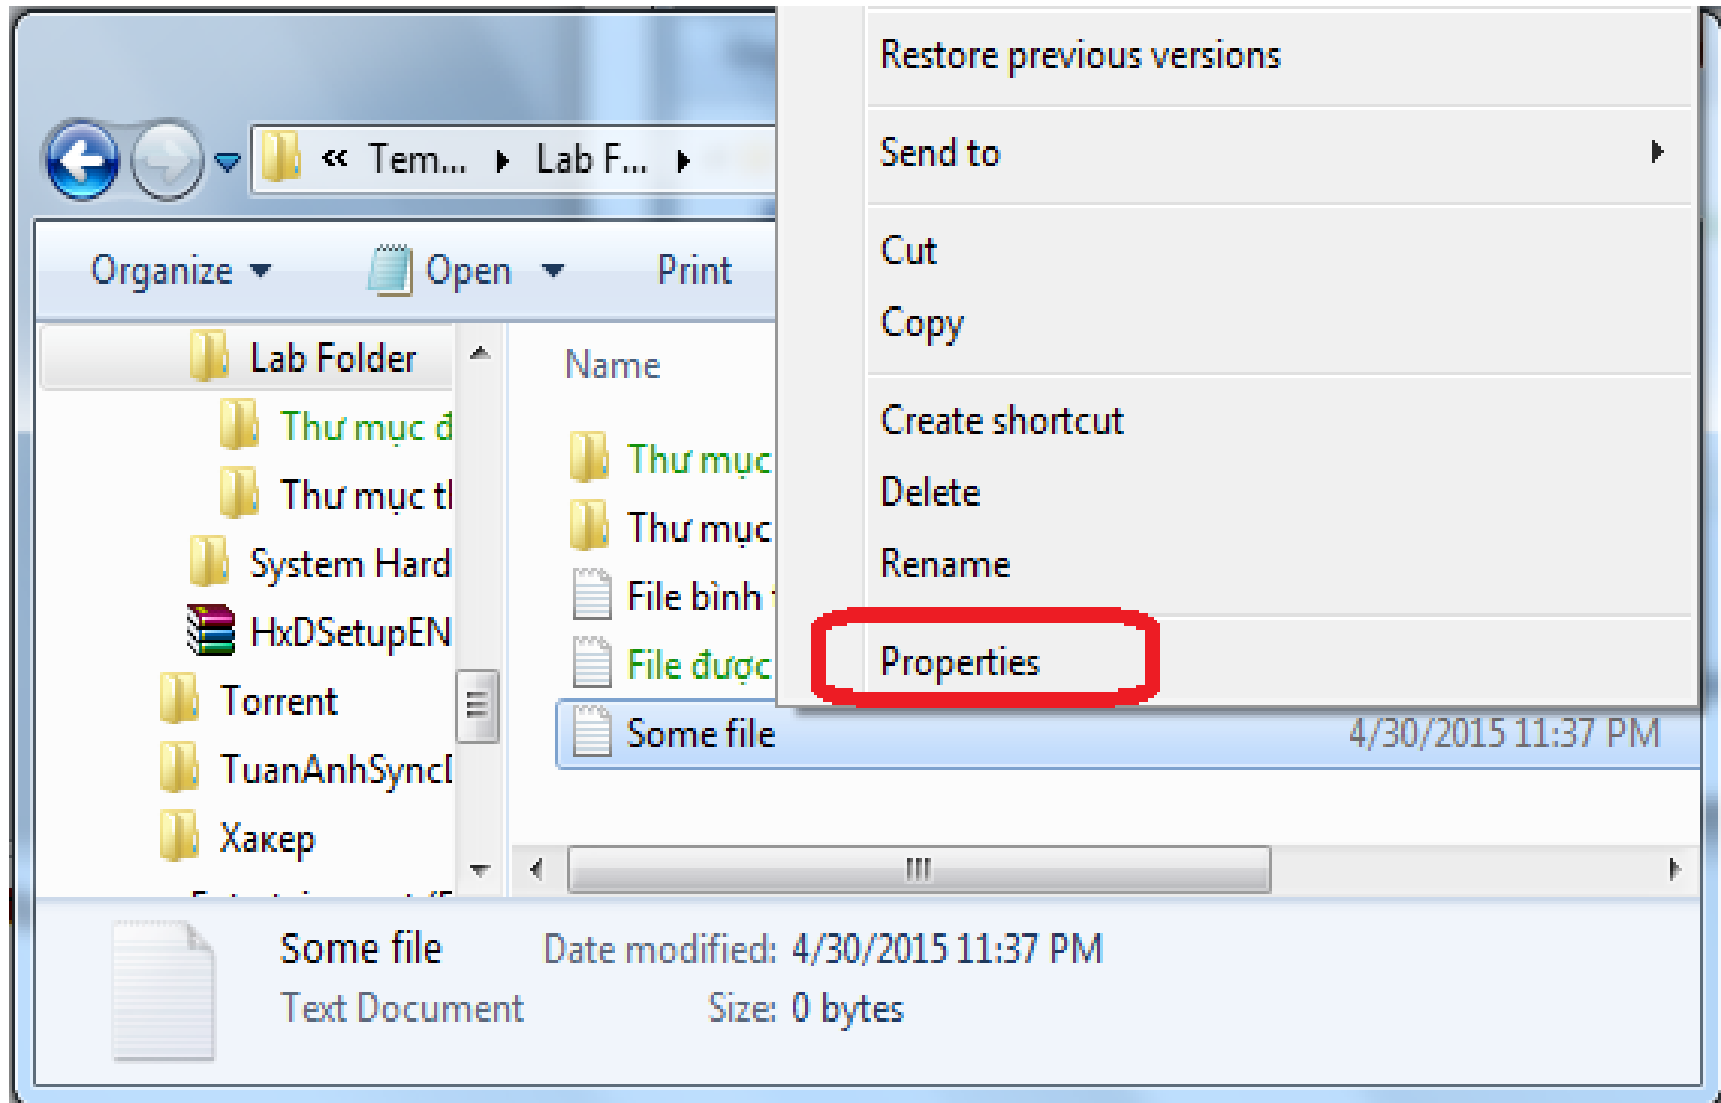 « Tem... Lab F...
Organize Open Print
Lab Folder
Thư mục đ
Thư mục
System Hard
HxDSetupEN
Torrent
TuanAnhSync
Хакер
Name
Thư mục
Thư mục
File bình
File được
Some file 4/30/2015 11:37 PM
Restore previous versions
Send to
Cut
Copy
Create shortcut
Delete
Rename
Properties
Some file Date modified: 4/30/2015 11:37 PM
Text Document Size: 0 bytes